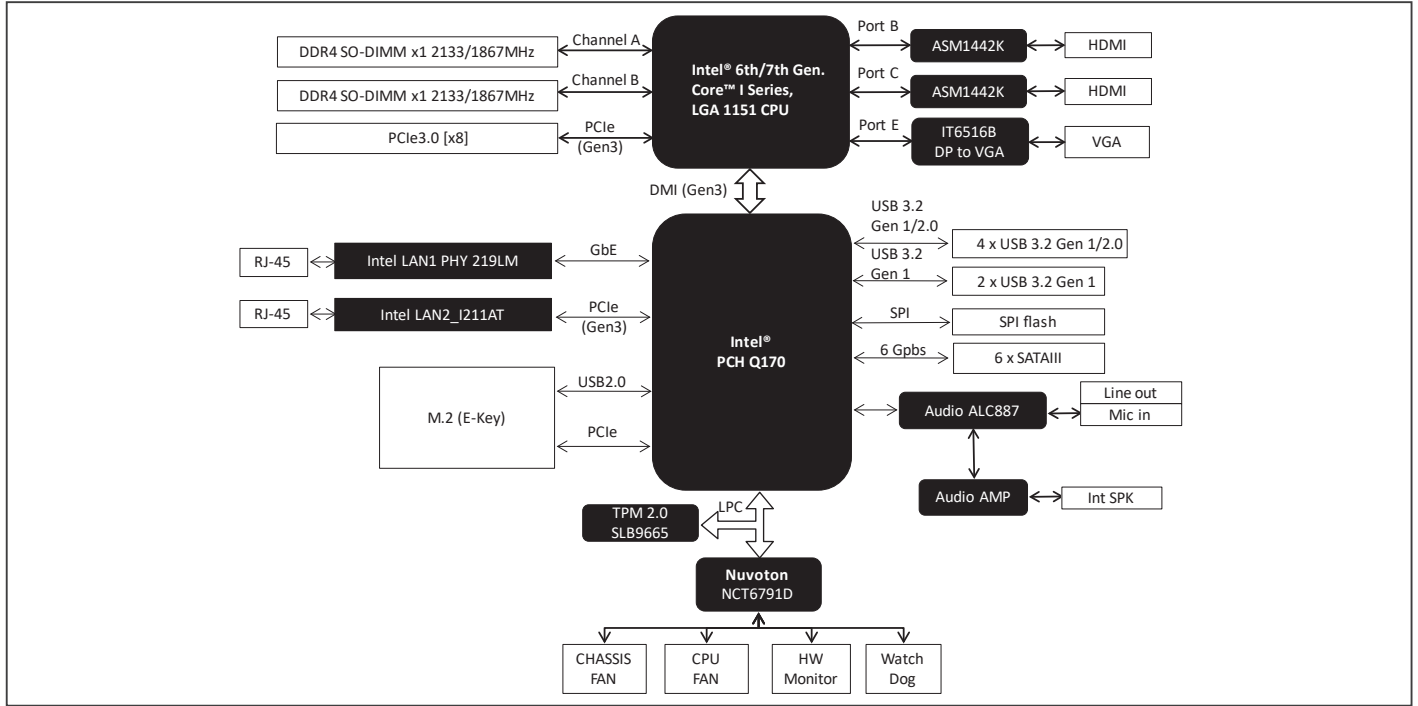 DDR4 SO-DIMM x1 2133/1867MHz
Channel A
DDR4 SO-DIMM x1 2133/1867MHz
Channel B
PCIe3.0 [x8]
PCIe
(Gen3)
Intel® 6th/7th Gen.
Core™ I Series,
LGA 1151 CPU
Port B
ASM1442K
HDMI
Port C
ASM1442K
HDMI
Port E
IT6516B
DP to VGA
VGA
DMI (Gen3)
RJ-45
Intel LAN1 PHY 219LM
GbE
RJ-45
Intel LAN2_I211AT
PCIe
(Gen3)
M.2 (E-Key)
USB2.0
PCIe
Intel®
PCH Q170
USB 3.2
Gen 1/2.0
4 x USB 3.2 Gen 1/2.0
USB 3.2
Gen 1
2 x USB 3.2 Gen 1
SPI
SPI flash
6 Gpbs
6 x SATAIII
Audio ALC887
Line out
Mic in
Audio AMP
Int SPK
LPC
TPM 2.0
SLB9665
Nuvoton
NCT6791D
CHASSIS
FAN
CPU
FAN
HW
Monitor
Watch
Dog